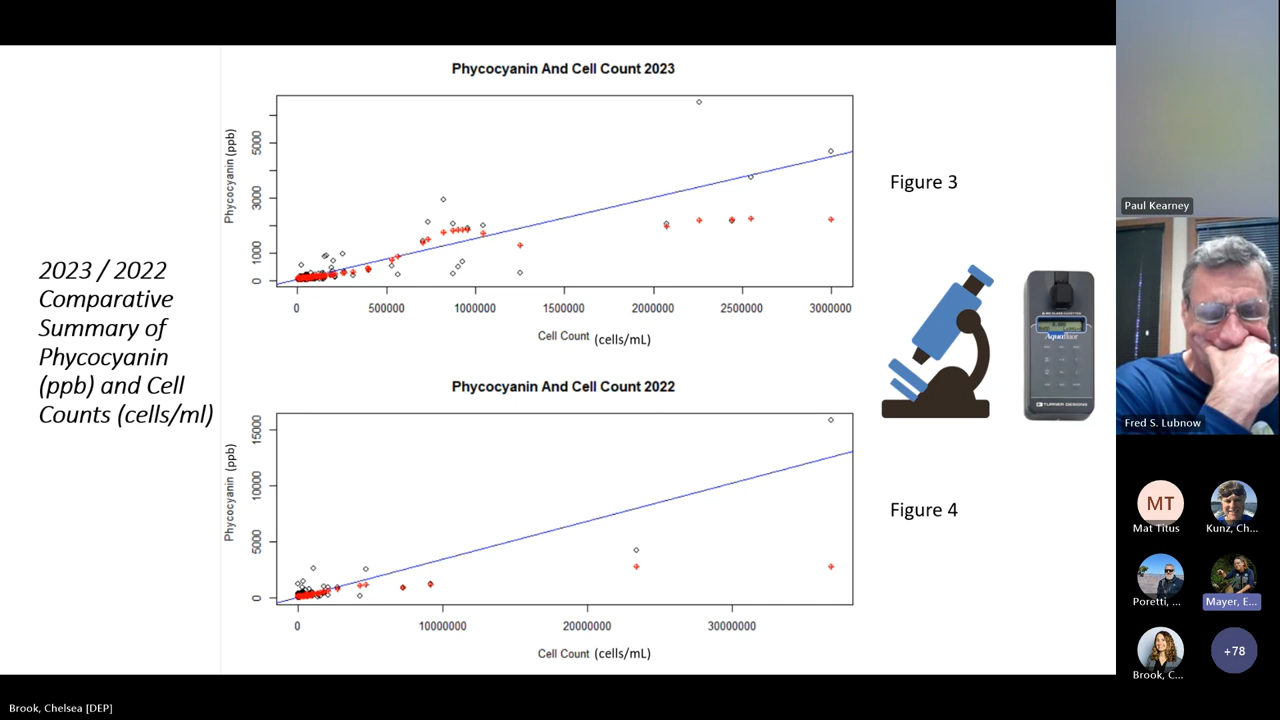 Phycocyanin And Cell Count 2023
Phycocyanin (ppb)
5000
3000
1000
0
0 500000 1000000 2000000 2500000 3000000
Cell Count (cells/mL)
Figure 3
2023 / 2022
Comparative
Summary of
Phycocyanin
(ppb) and Cell
Counts (cells/ml)
Phycocyanin And Cell Count 2022
Phycocyanin (ppb)
15000
10000
5000
0
0 10000000 20000000 30000000
Cell Count (cells/mL)
Figure 4
Aquafluor
TURNER DESIGNS
Paul Kearney
Fred S. Lubnow
MT
Mat Titus
Kunz, Ch...
Poretti, ...
Mayer, E...
Brook, C...
+78
Brook, Chelsea [DEP]